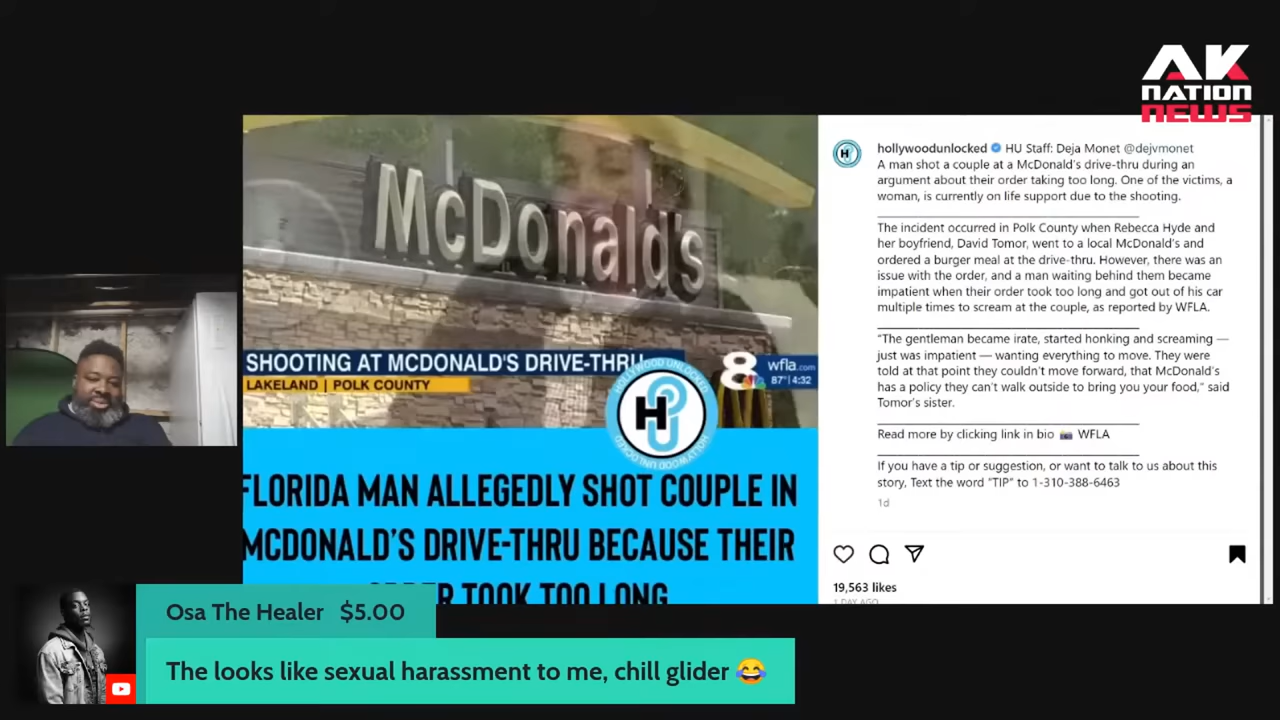 AK
NATION
NEWS
McDonald's
SHOOTING AT MCDONALD'S DRIVE-THRU
LAKELAND | POLK COUNTY
8
wfla.com
87° 4:32
HOLLYWOOD UNLOCKED
HU
HOLLYWOOD UNLOCKED
FLORIDA MAN ALLEGEDLY SHOT COUPLE IN
MCDONALD'S DRIVE-THRU BECAUSE THEIR
ORDER TOOK TOO LONG
hollywoodunlocked HU Staff: Deja Monet @dejvmonet
A man shot a couple at a McDonald's drive-thru during an
argument about their order taking too long. One of the victims, a
woman, is currently on life support due to the shooting.
The incident occurred in Polk County when Rebecca Hyde and
her boyfriend, David Tomor, went to a local McDonald's and
ordered a burger meal at the drive-thru. However, there was an
issue with the order, and a man waiting behind them became
impatient when their order took too long and got out of his car
multiple times to scream at the couple, as reported by WFLA.
"The gentleman became irate, started honking and screaming —
just was impatient — wanting everything to move. They were
told at that point they couldn't move forward, that McDonald's
has a policy they can't walk outside to bring you your food," said
Tomor's sister.
Read more by clicking link in bio 📸 WFLA
If you have a tip or suggestion, or want to talk to us about this
story, Text the word "TIP" to 1-310-388-6463
1d
19,563 likes
1 DAY AGO
Osa The Healer $5.00
The looks like sexual harassment to me, chill glider 😂